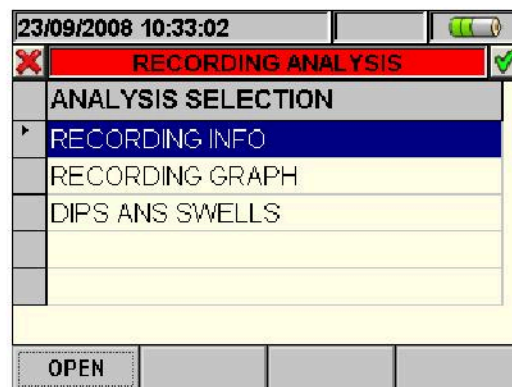 23/09/2008 10:33:02
RECORDING ANALYSIS
ANALYSIS SELECTION
RECORDING INFO
RECORDING GRAPH
DIPS ANS SWELLS
OPEN